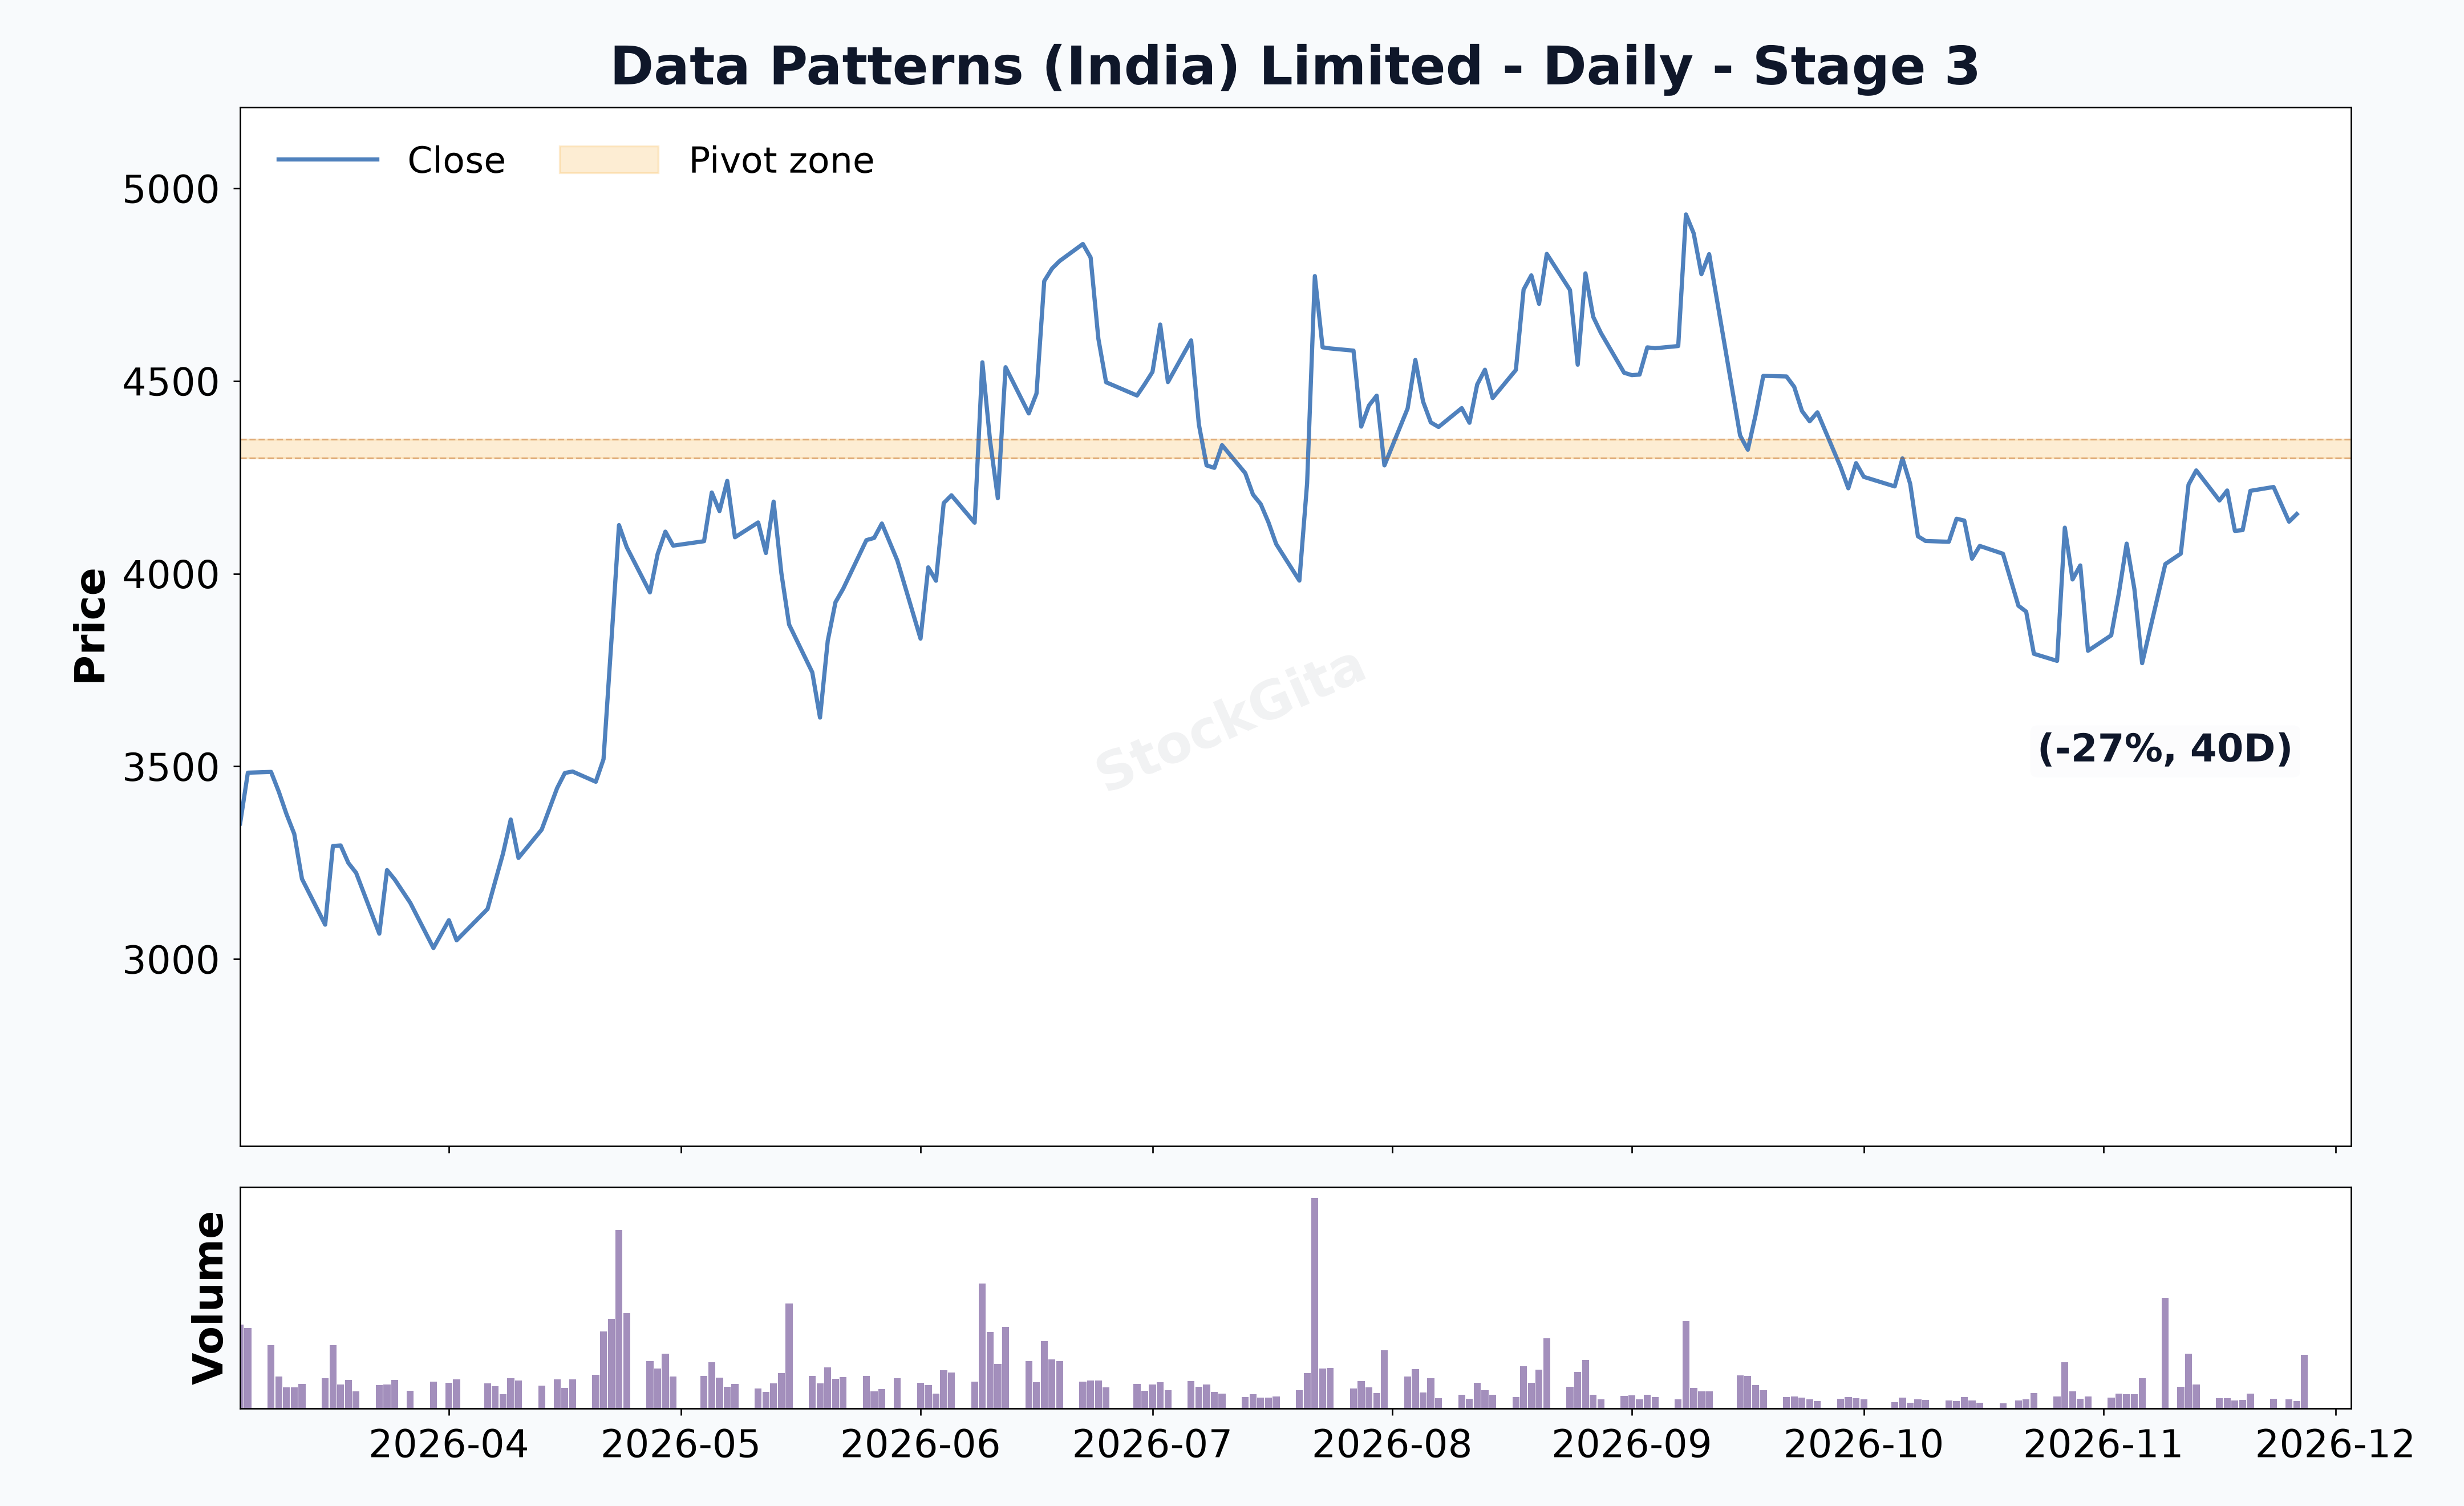 Data Patterns (India) Limited - Daily - Stage 3
Close
Pivot zone
5000
4500
4000
3500
3000
Price
StockGita
(-27%, 40D)
Volume
2026-04
2026-05
2026-06
2026-07
2026-08
2026-09
2026-10
2026-11
2026-12